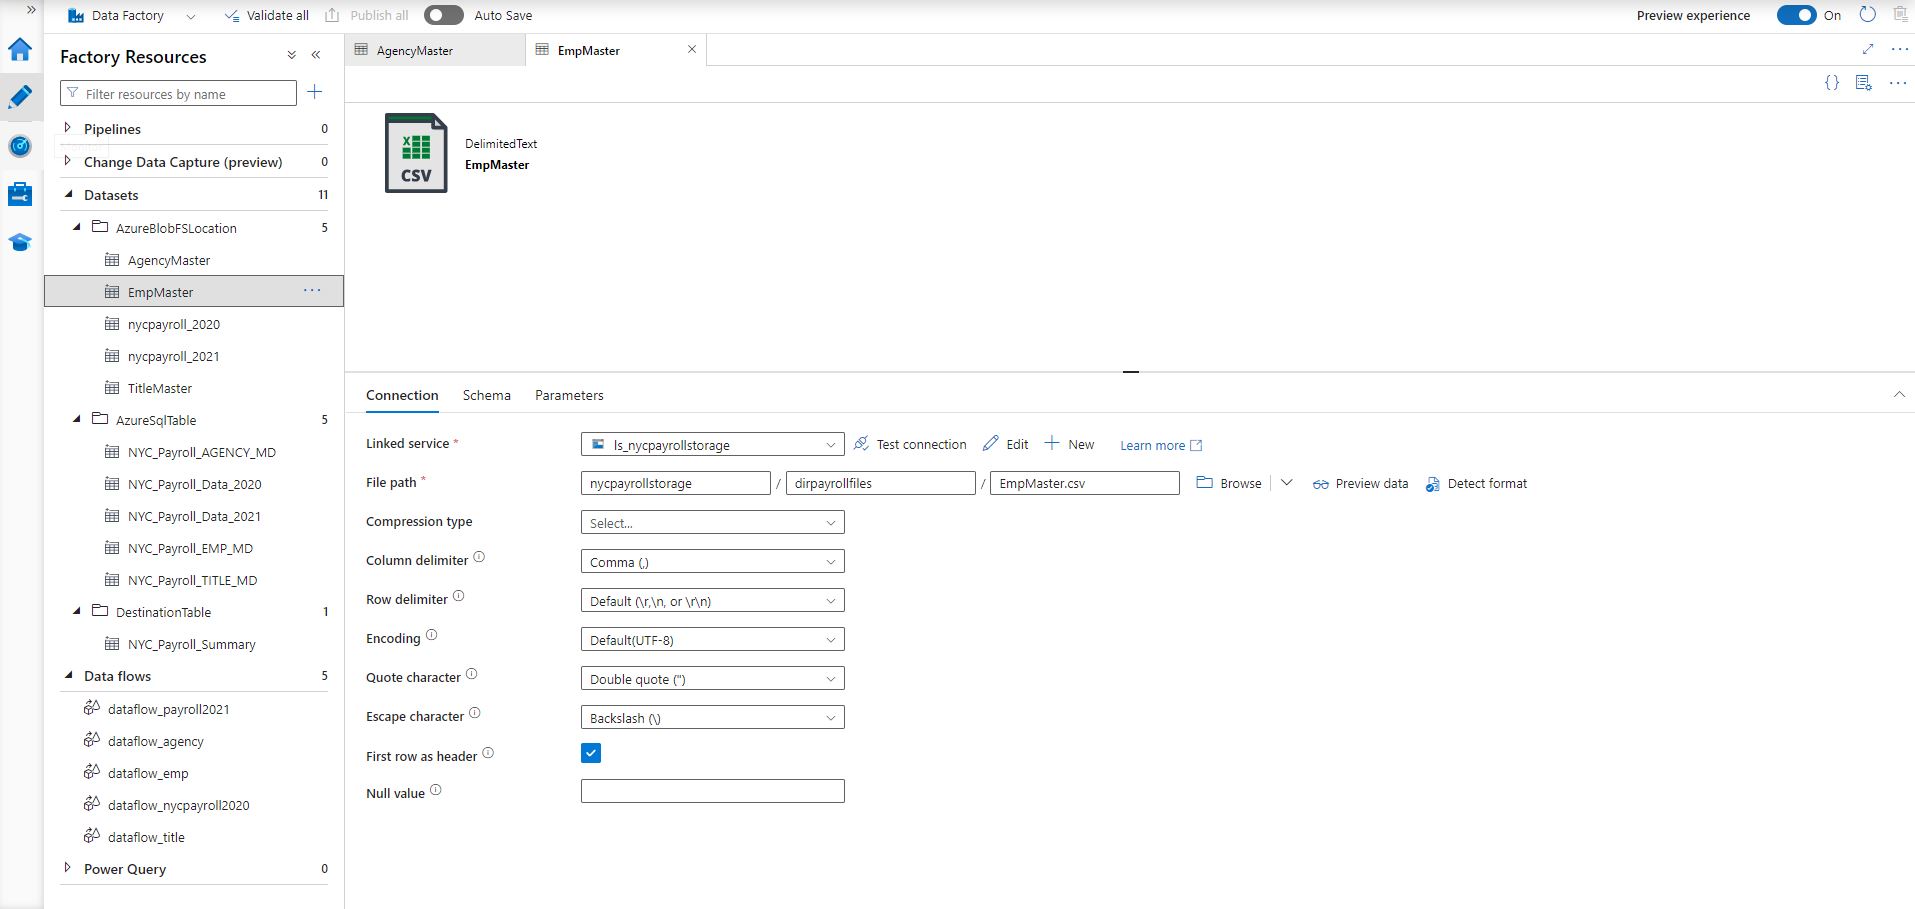 Data Factory
Validate all
Publish all
Auto Save
Preview experience
On
Factory Resources
Filter resources by name
Pipelines 0
Change Data Capture (preview) 0
Datasets 11
AzureBlobFSLocation 5
AgencyMaster
EmpMaster
nycpayroll_2020
nycpayroll_2021
TitleMaster
AzureSqlTable 5
NYC_Payroll_AGENCY_MD
NYC_Payroll_Data_2020
NYC_Payroll_Data_2021
NYC_Payroll_EMP_MD
NYC_Payroll_TITLE_MD
DestinationTable 1
NYC_Payroll_Summary
Data flows 5
dataflow_payroll2021
dataflow_agency
dataflow_emp
dataflow_nycpayroll2020
dataflow_title
Power Query 0
AgencyMaster
EmpMaster
CSV
DelimitedText
EmpMaster
Connection Schema Parameters
Linked service * ls_nycpayrollstorage Test connection Edit New Learn more
File path * nycpayrollstorage / dirpayrollfiles / EmpMaster.csv Browse Preview data Detect format
Compression type Select...
Column delimiter Comma (,)
Row delimiter Default (\r,\n, or \r\n)
Encoding Default(UTF-8)
Quote character Double quote (")
Escape character Backslash (\)
First row as header
Null value